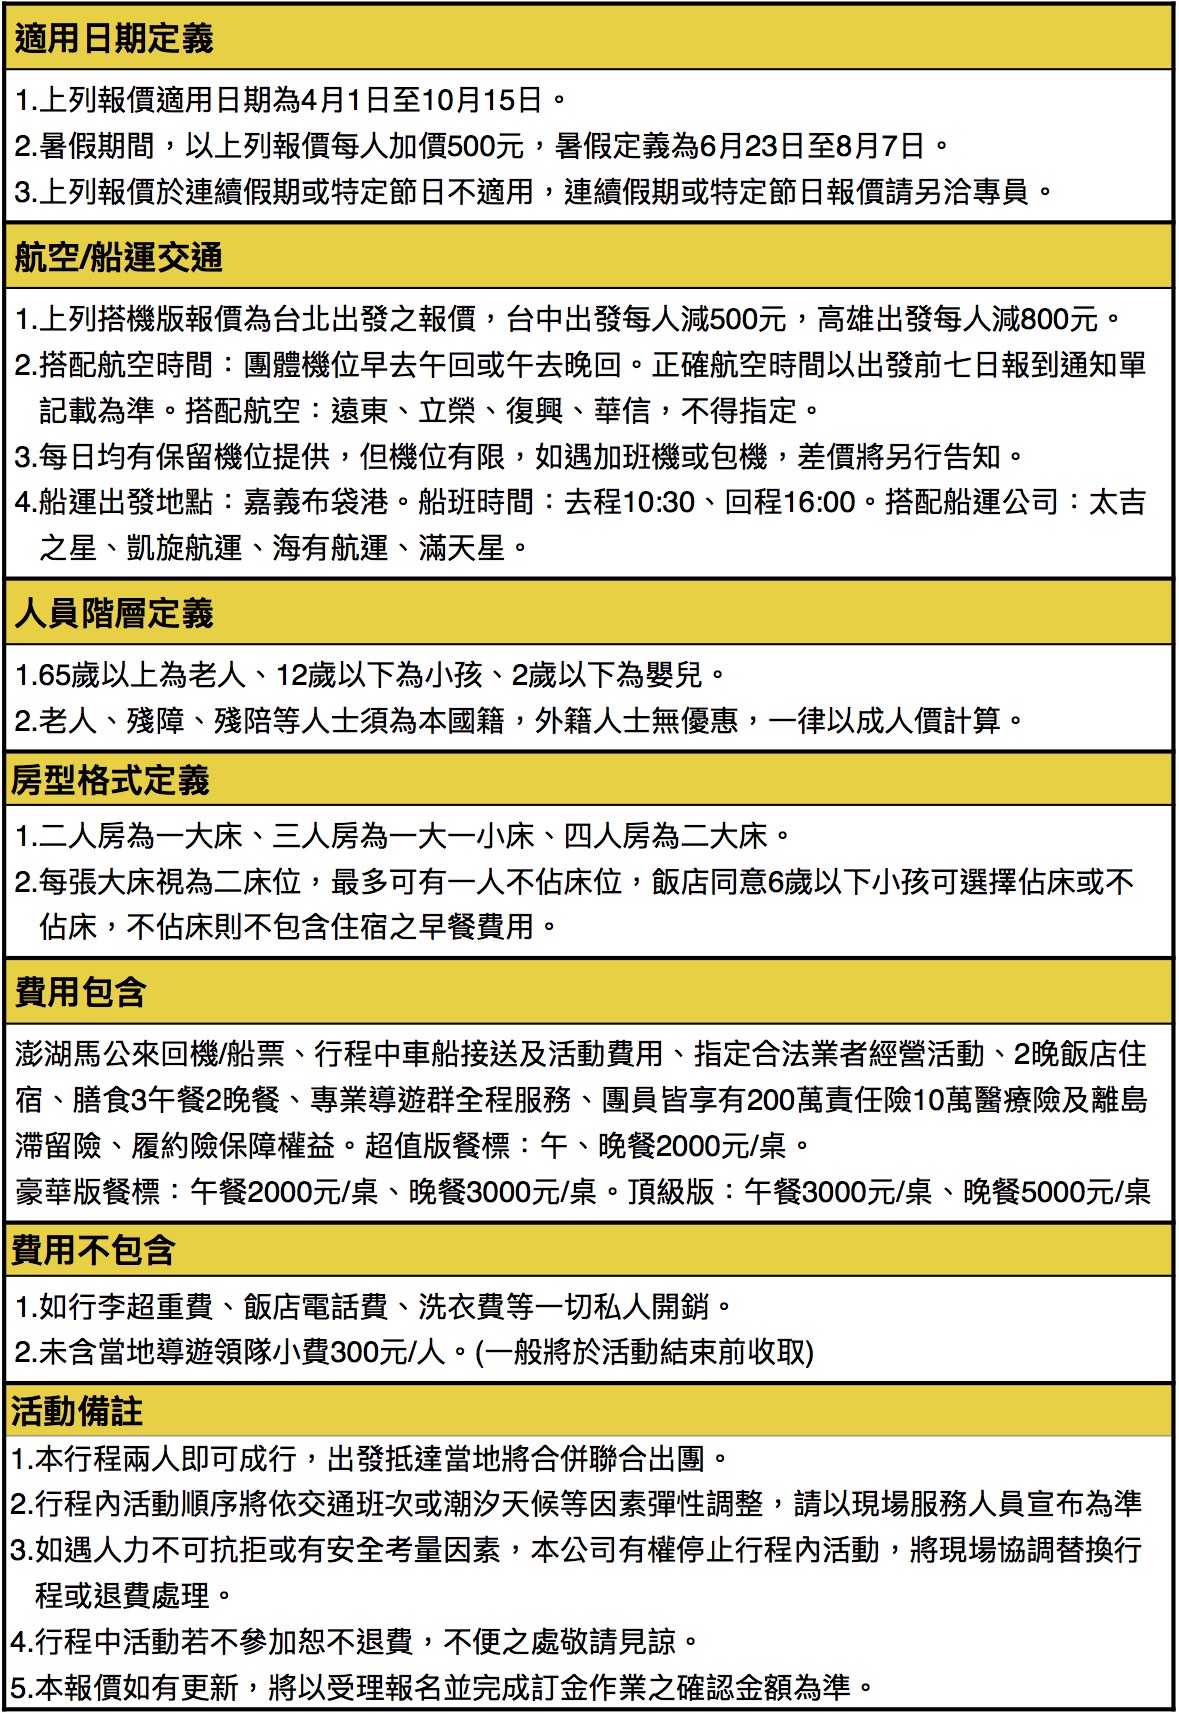 適用日期定義
1.上列報價適用日期為4月1日至10月15日。
2.暑假期間，以上列報價每人加價500元，暑假定義為6月23日至8月7日。
3.上列報價於連續假期或特定節日不適用，連續假期或特定節日報價請另洽專員。
航空/船運交通
1.上列搭機版報價為台北出發之報價，台中出發每人減500元，高雄出發每人減800元。
2.搭配航空時間：團體機位早去午回或午去晚回。正確航空時間以出發前七日報到通知單
記載為準。搭配航空：遠東、立榮、復興、華信，不得指定。
3.每日均有保留機位提供，但機位有限，如遇加班機或包機，差價將另行告知。
4.船運出發地點：嘉義布袋港。船班時間：去程10:30、回程16:00。搭配船運公司：太吉
之星、凱旋航運、海有航運、滿天星。
人員階層定義
1.65歲以上為老人、12歲以下為小孩、2歲以下為嬰兒。
2.老人、殘障、殘陪等人士須為本國籍，外籍人士無優惠，一律以成人價計算。
房型格式定義
1.二人房為一大床、三人房為一大一小床、四人房為二大床。
2.每張大床視為二床位，最多可有一人不佔床位，飯店同意6歲以下小孩可選擇佔床或不
佔床，不佔床則不包含住宿之早餐費用。
費用包含
澎湖馬公來回機/船票、行程中車船接送及活動費用、指定合法業者經營活動、2晚飯店住
宿、膳食3午餐2晚餐、專業導遊群全程服務、團員皆享有200萬責任險10萬醫療險及離島
滯留險、履約險保障權益。超值版餐標：午、晚餐2000元/桌。
豪華版餐標：午餐2000元/桌、晚餐3000元/桌。頂級版：午餐3000元/桌、晚餐5000元/桌
費用不包含
1.如行李超重費、飯店電話費、洗衣費等一切私人開銷。
2.未含當地導遊領隊小費300元/人。(一般將於活動結束前收取)
活動備註
1.本行程兩人即可成行，出發抵達當地將合併聯合出團。
2.行程內活動順序將依交通班次或潮汐天候等因素彈性調整，請以現場服務人員宣布為準
3.如遇人力不可抗拒或有安全考量因素，本公司有權停止行程內活動，將現場協調替換行
程或退費處理。
4.行程中活動若不參加恕不退費，不便之處敬請見諒。
5.本報價如有更新，將以受理報名並完成訂金作業之確認金額為準。